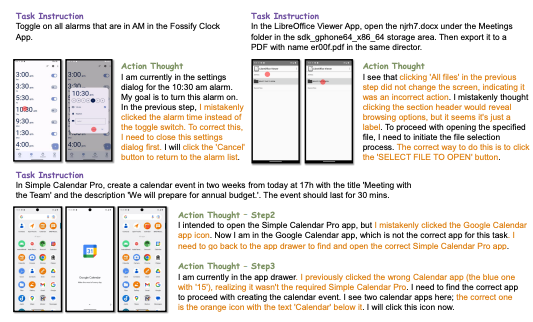 Task Instruction
Toggle on all alarms that are in AM in the Fossify Clock
App.
Action Thought
I am currently in the settings
dialog for the 10:30 am alarm.
My goal is to turn this alarm on.
In the previous step, I mistakenly
clicked the alarm time instead of
the toggle switch. To correct this,
I need to close this settings
dialog first. I will click the 'Cancel'
button to return to the alarm list.
Task Instruction
In the LibreOffice Viewer App, open the njrh7.docx under the Meetings
folder in the sdk_gphone64_x86_64 storage area. Then export it to a
PDF with name er00f.pdf in the same director.
Action Thought
I see that clicking 'All files' in the previous
step did not change the screen, indicating it
was an incorrect action. I mistakenly thought
clicking the section header would reveal
browsing options, but it seems it's just a
label. To proceed with opening the specified
file, I need to initiate the file selection
process. The correct way to do this is to click
the 'SELECT FILE TO OPEN' button.
Task Instruction
In Simple Calendar Pro, create a calendar event in two weeks from today at 17h with the title 'Meeting with
the Team' and the description 'We will prepare for annual budget.'. The event should last for 30 mins.
Google Calendar
Action Thought - Step2
I intended to open the Simple Calendar Pro app, but I mistakenly clicked the Google Calendar
app icon. Now I am in the Google Calendar app, which is not the correct app for this task. I
need to go back to the app drawer to find and open the correct Simple Calendar Pro app.
Action Thought - Step3
I am currently in the app drawer. I previously clicked the wrong Calendar app (the blue one
with '15'), realizing it wasn't the required Simple Calendar Pro. I need to find the correct app
to proceed with creating the calendar event. I see two calendar apps here; the correct one
is the orange icon with the text 'Calendar' below it. I will click this icon now.